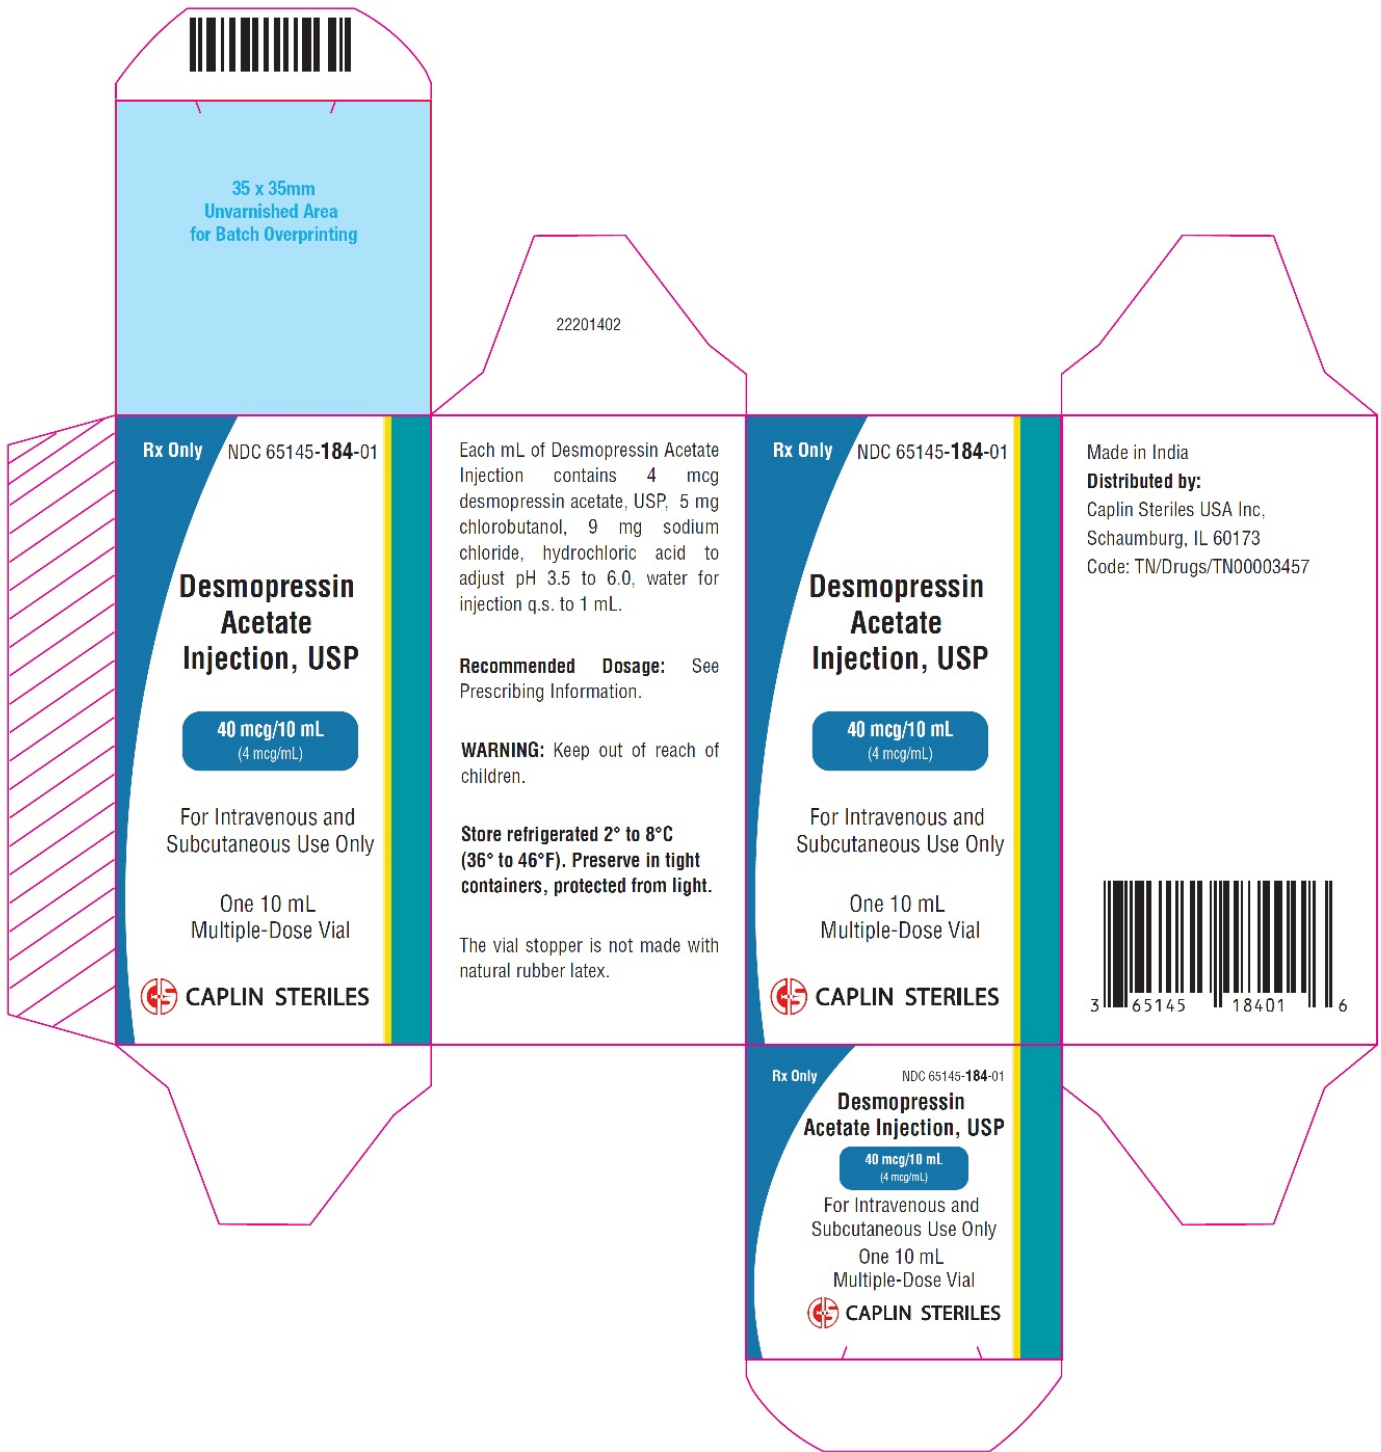 35 x 35mm
Unvarnished Area
for Batch Overprinting
22201402
Rx Only
NDC 65145-184-01
Desmopressin
Acetate
Injection, USP
40 mcg/10 mL
(4 mcg/mL)
For Intravenous and
Subcutaneous Use Only
One 10 mL
Multiple-Dose Vial
CAPLIN STERILES
Each mL of Desmopressin Acetate
Injection contains 4 mcg
desmopressin acetate, USP, 5 mg
chlorobutanol, 9 mg sodium
chloride, hydrochloric acid to
adjust pH 3.5 to 6.0, water for
injection q.s. to 1 mL.
Recommended Dosage: See
Prescribing Information.
WARNING: Keep out of reach of
children.
Store refrigerated 2° to 8°C
(36° to 46°F). Preserve in tight
containers, protected from light.
The vial stopper is not made with
natural rubber latex.
Rx Only
NDC 65145-184-01
Desmopressin
Acetate
Injection, USP
40 mcg/10 mL
(4 mcg/mL)
For Intravenous and
Subcutaneous Use Only
One 10 mL
Multiple-Dose Vial
CAPLIN STERILES
Made in India
Distributed by:
Caplin Steriles USA Inc,
Schaumburg, IL 60173
Code: TN/Drugs/TN00003457
3 65145 18401 6
Rx Only
NDC 65145-184-01
Desmopressin
Acetate Injection, USP
40 mcg/10 mL
(4 mcg/mL)
For Intravenous and
Subcutaneous Use Only
One 10 mL
Multiple-Dose Vial
CAPLIN STERILES